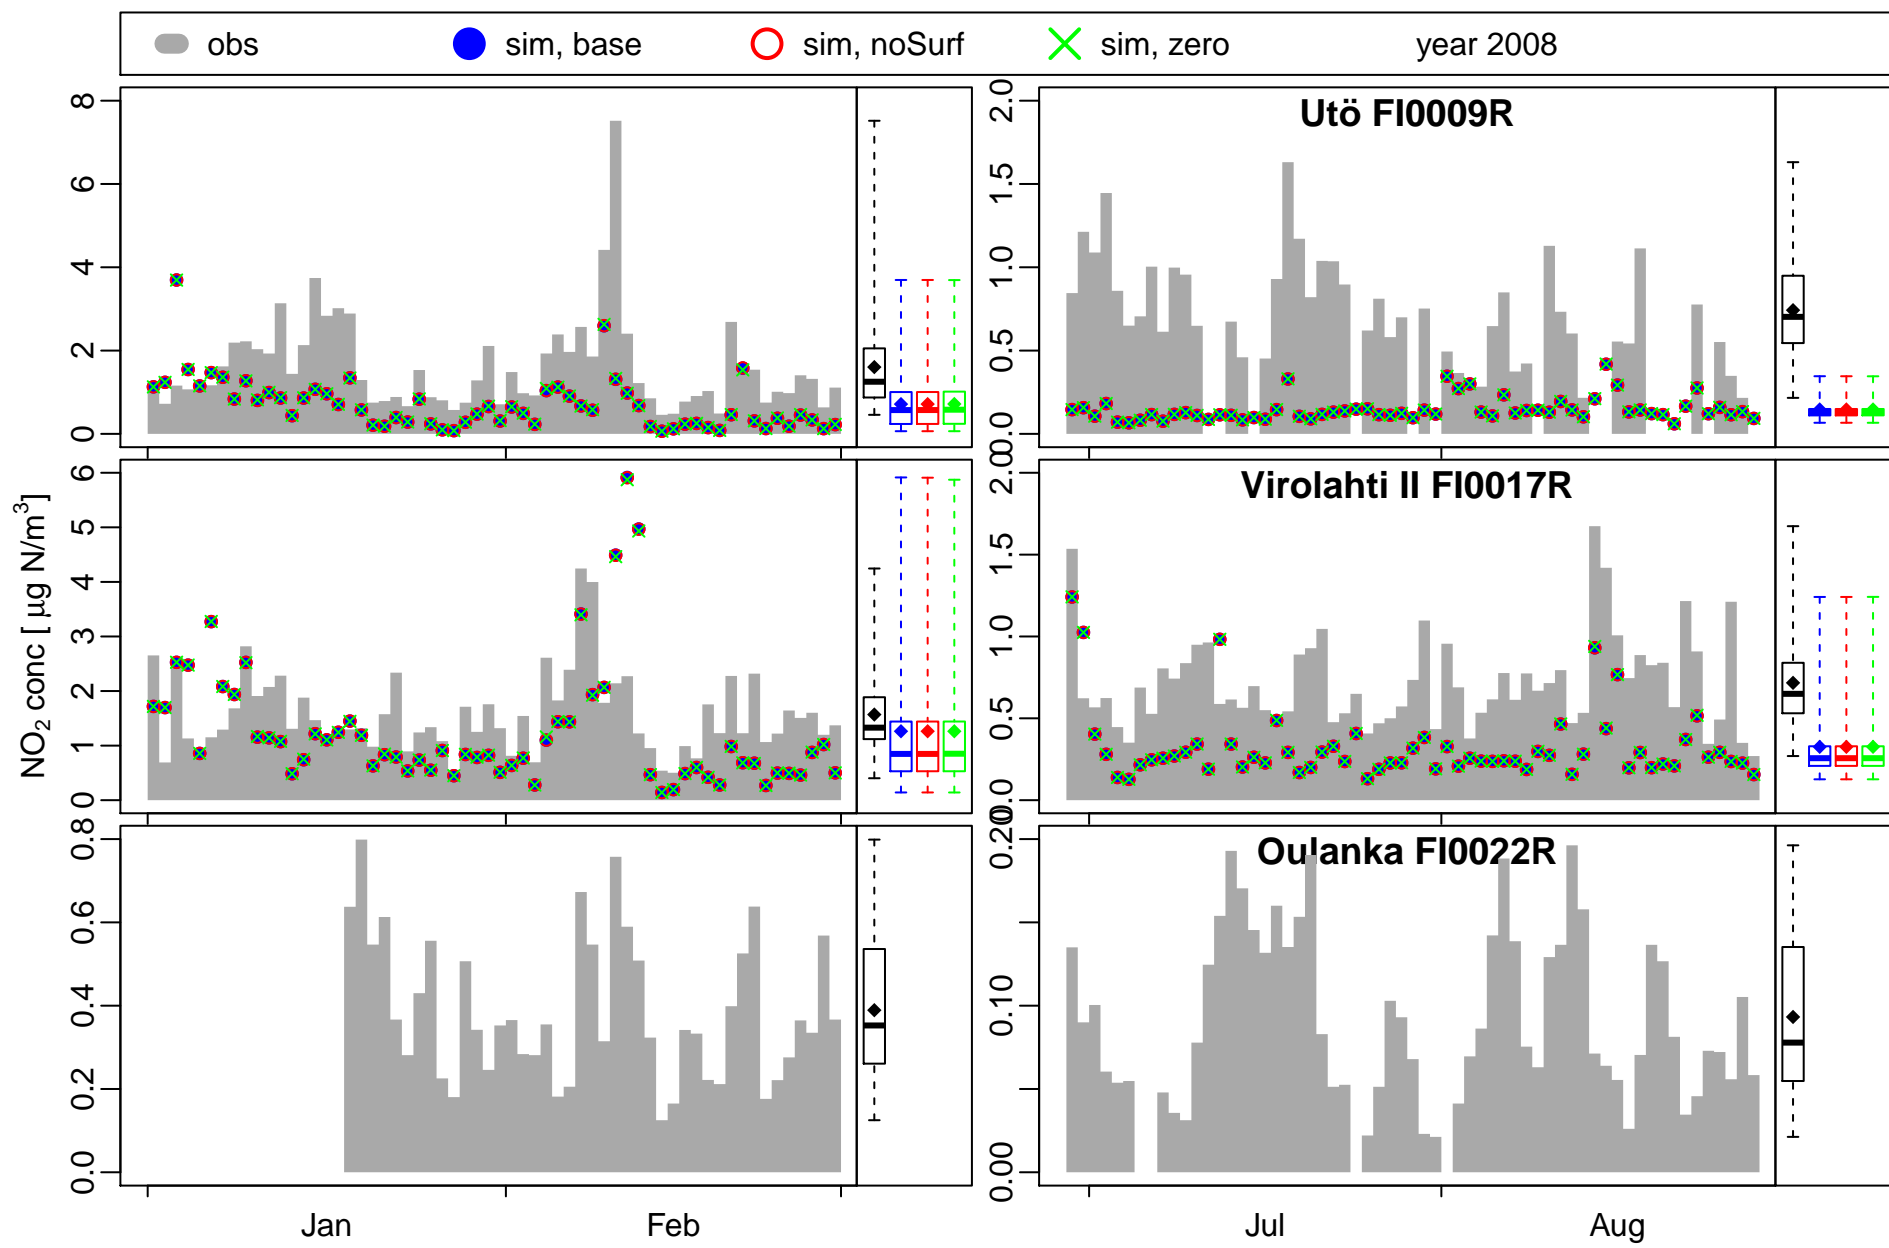 obs sim, base sim, noSurf sim, zero year 2008
Utö FI0009R
0 2 4 6 8
0.0 0.5 1.0 1.5 2.0
Virolahti II FI0017R
NO2 conc [ µg N/m3]
0 1 2 3 4 5 6
0.0 0.5 1.0 1.5 2.0
Oulanka FI0022R
0.0 0.2 0.4 0.6 0.8
0.00 0.10 0.20
Jan Feb Jul Aug